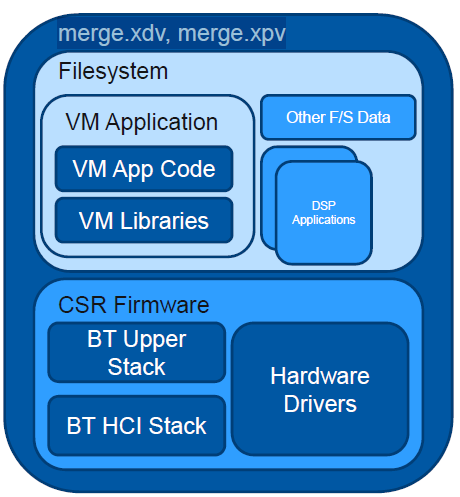 merge.xdv, merge.xpv
Filesystem
VM Application
VM App Code
VM Libraries
Other F/S Data
DSP
Applications
CSR Firmware
BT Upper
Stack
BT HCI Stack
Hardware
Drivers